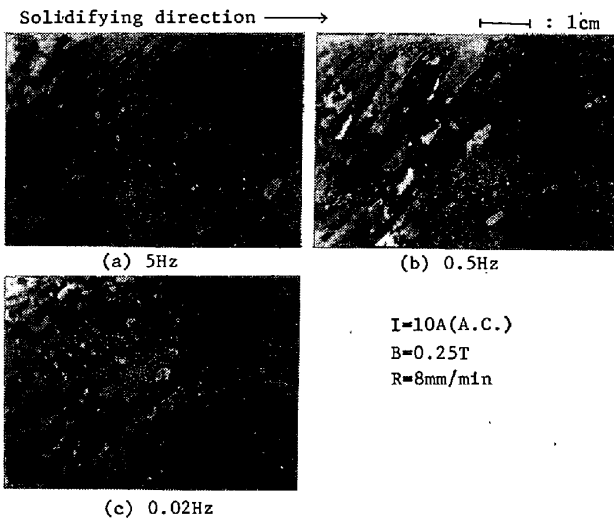 Solidifying direction ⟶ : 1cm
(a) 5Hz (b) 0.5Hz
I=10A(A.C.)
B=0.25T
R=8mm/min
(c) 0.02Hz